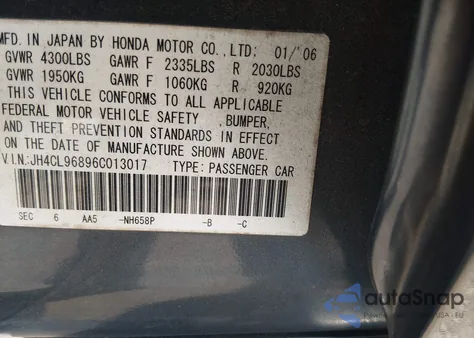 MFD. IN JAPAN BY HONDA MOTOR CO., LTD. 01/'06
GVWR 4300LBS GAWR F 2335LBS R 2030LBS
GVWR 1950KG GAWR F 1060KG R 920KG
THIS VEHICLE CONFORMS TO ALL APPLICABLE
FEDERAL MOTOR VEHICLE SAFETY, BUMPER,
AND THEFT PREVENTION STANDARDS IN EFFECT
ON THE DATE OF MANUFACTURE SHOWN ABOVE.
V.I.N:JH4CL96896C013017 TYPE: PASSENGER CAR
SEC 6 AA5 -NH658P -B -C
autoSnap